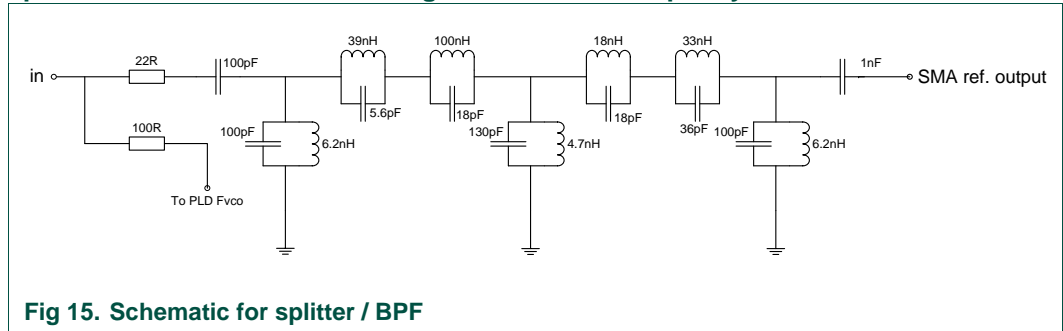 39nH
100nH
18nH
33nH
22R
100pF
1nF
in
SMA ref. output
5.6pF
18pF
18pF
36pF
100R
100pF
6.2nH
130pF
4.7nH
100pF
6.2nH
To PLD Fvco
Fig 15. Schematic for splitter / BPF